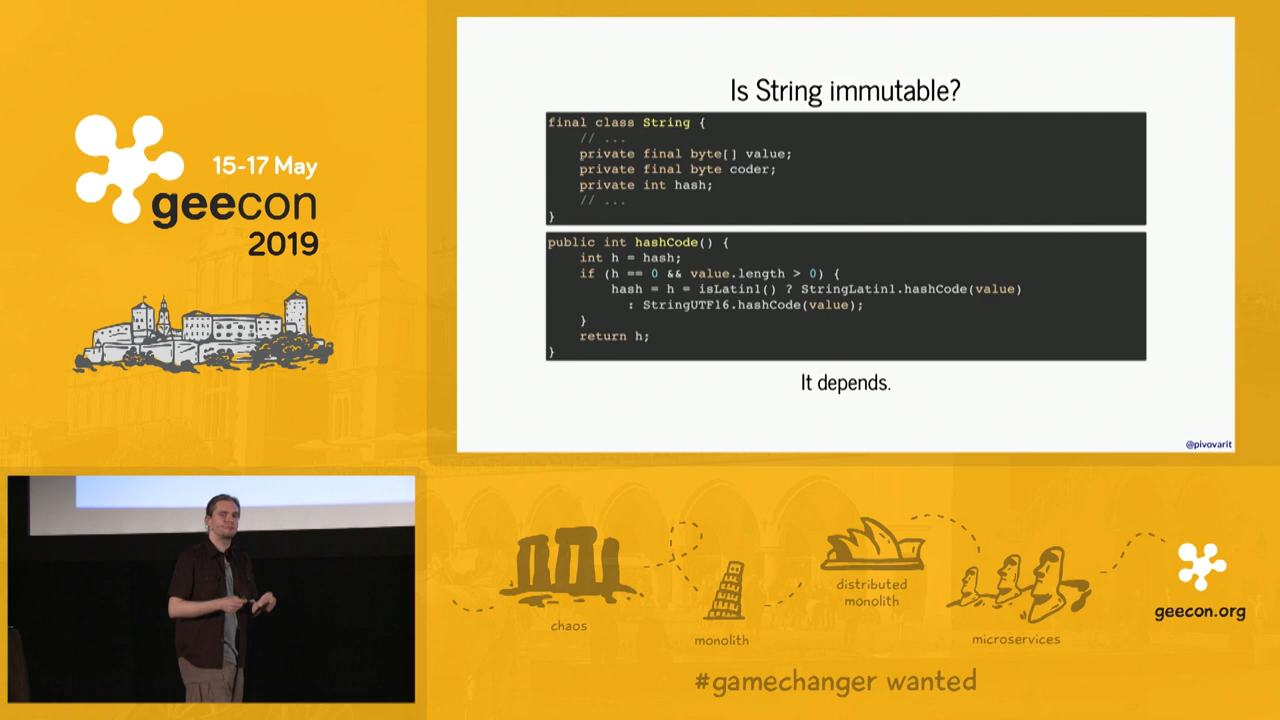 15-17 May
geecon
2019
Is String immutable?
final class String {
    // ...
    private final byte[] value;
    private final byte coder;
    private int hash;
    // ...
}
public int hashCode() {
    int h = hash;
    if (h == 0 && value.length > 0) {
        hash = h = isLatin1() ? StringLatin1.hashCode(value)
          : StringUTF16.hashCode(value);
    }
    return h;
}
It depends.
@pivovarit
chaos
monolith
distributed
monolith
microservices
geecon.org
#gamechanger wanted